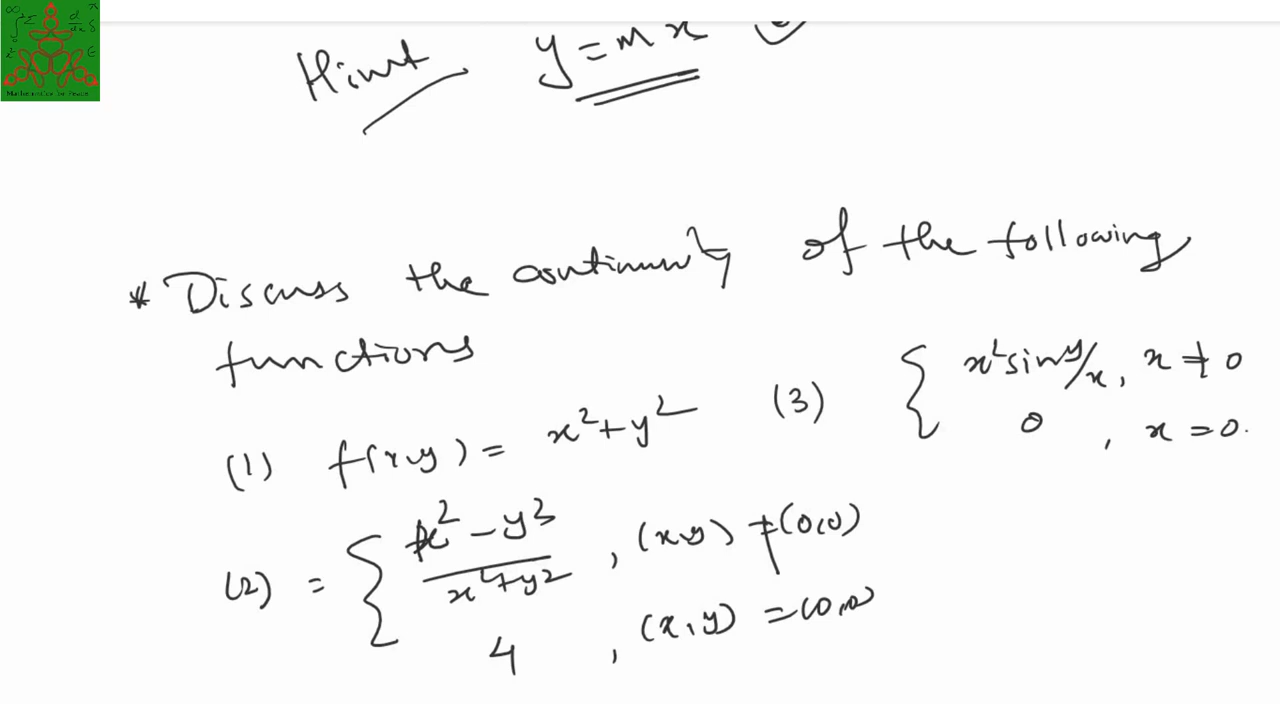 Hint y = mx
* Discuss the continuity of the following
functions
(1) f(x,y) = x² + y²
(2) = { x² - y³ / x² + y² , (x,y) ≠ (0,0)
4 , (x,y) = (0,0)
(3) { x² sin y/x , x ≠ 0
0 , x = 0.